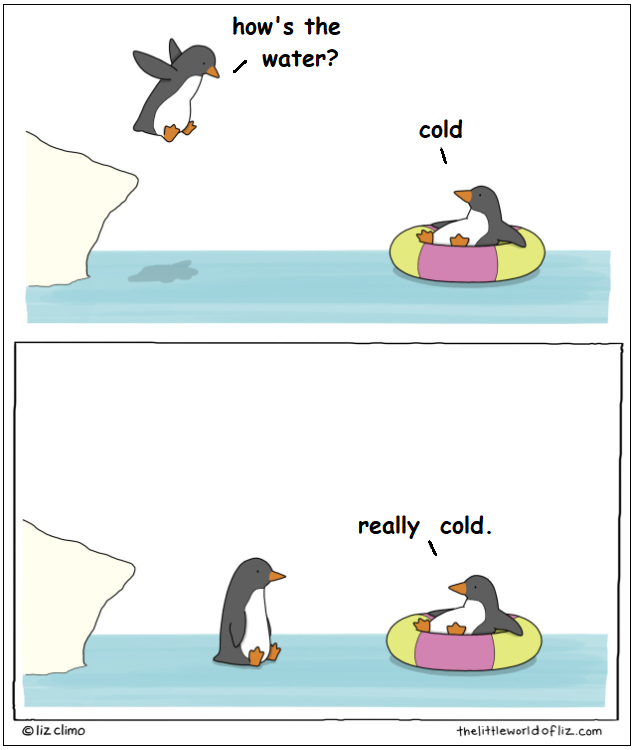 how's the
water?
cold
really cold.
©liz climo
thelittleworldofliz.com